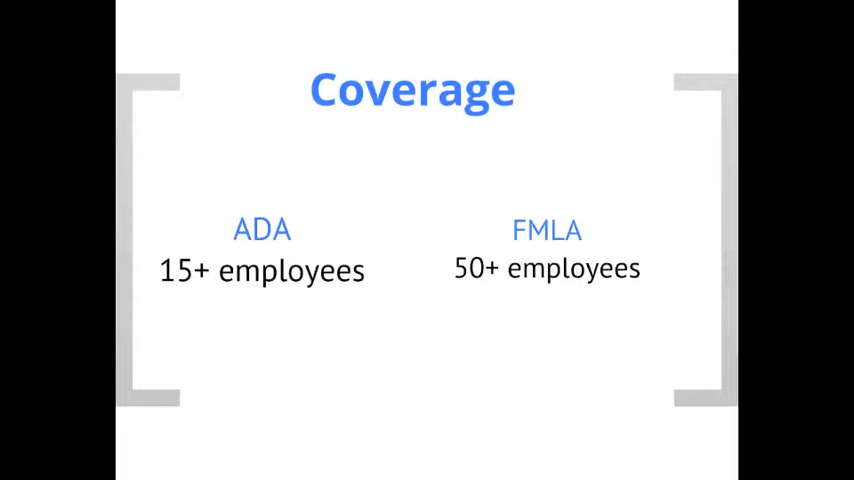 Coverage
ADA
15+ employees
FMLA
50+ employees